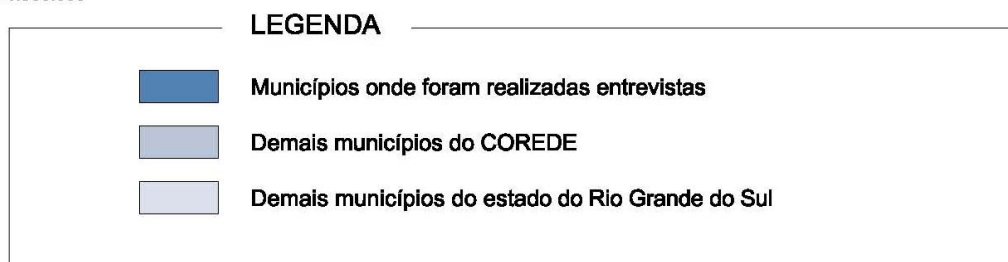 LEGENDA
Municípios onde foram realizadas entrevistas
Demais municípios do COREDE
Demais municípios do estado do Rio Grande do Sul